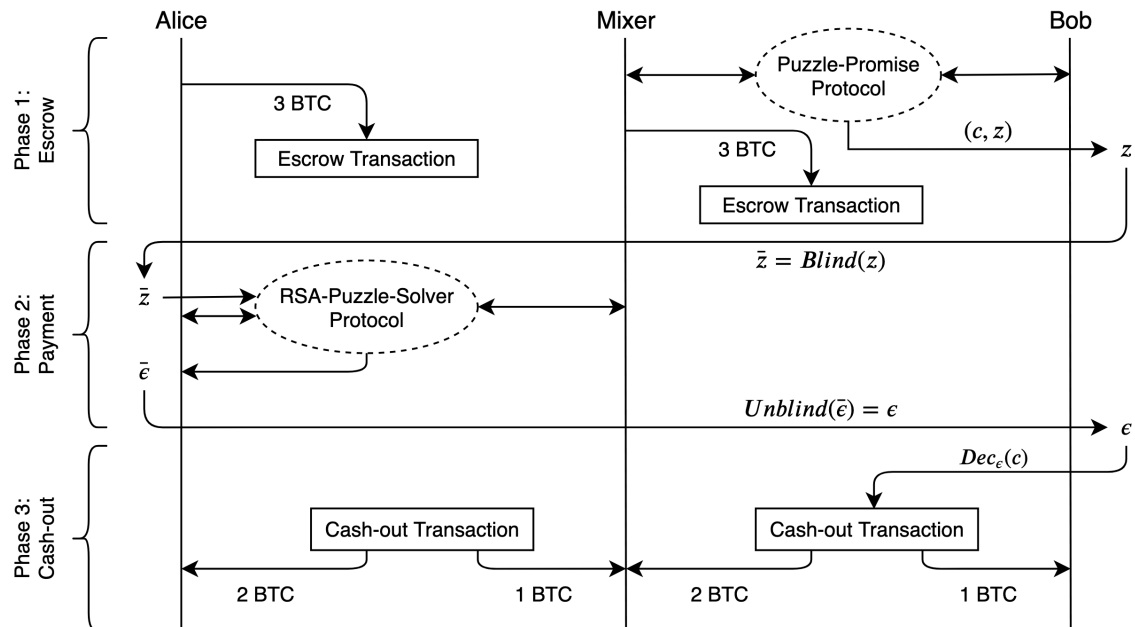 Alice
Mixer
Bob
Phase 1:
Escrow
3 BTC
Escrow Transaction
Puzzle-Promise
Protocol
(c, z)
z
3 BTC
Escrow Transaction
Phase 2:
Payment
z̄ = Blind(z)
z̄
RSA-Puzzle-Solver
Protocol
ϵ̄
Unblind(ϵ̄) = ϵ
ϵ
Phase 3:
Cash-out
Dec_ϵ(c)
Cash-out Transaction
2 BTC
1 BTC
Cash-out Transaction
2 BTC
1 BTC